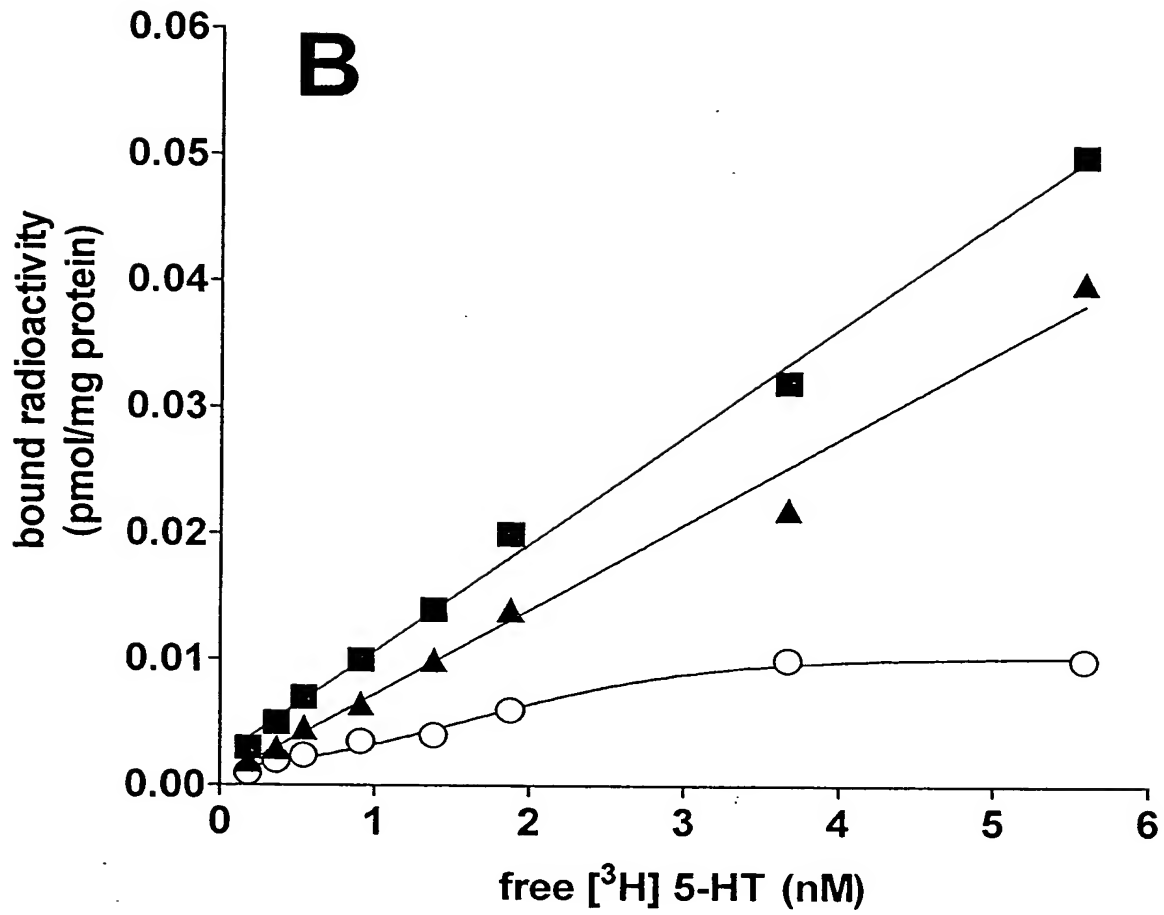 B
0.06
0.05
0.04
0.03
0.02
0.01
0.00
bound radioactivity
(pmol/mg protein)
0 1 2 3 4 5 6
free [³H] 5-HT (nM)